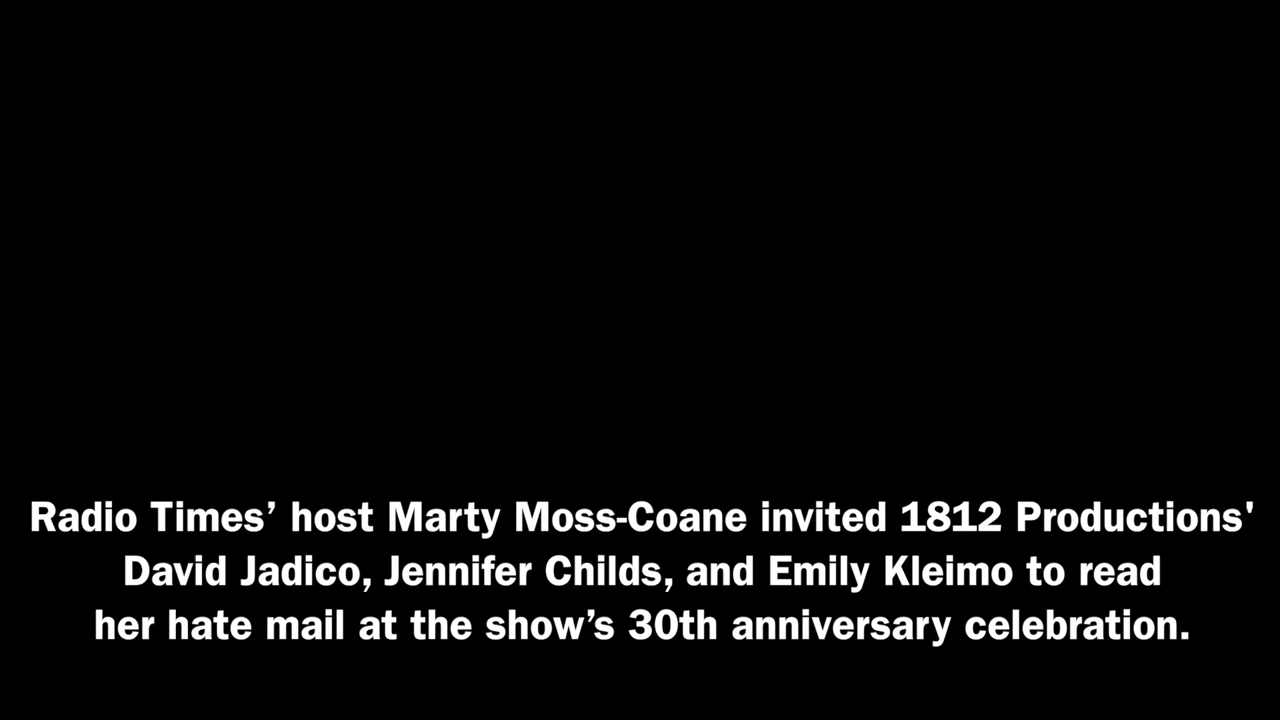 Radio Times’ host Marty Moss-Coane invited 1812 Productions'
David Jadico, Jennifer Childs, and Emily Kleimo to read
her hate mail at the show’s 30th anniversary celebration.